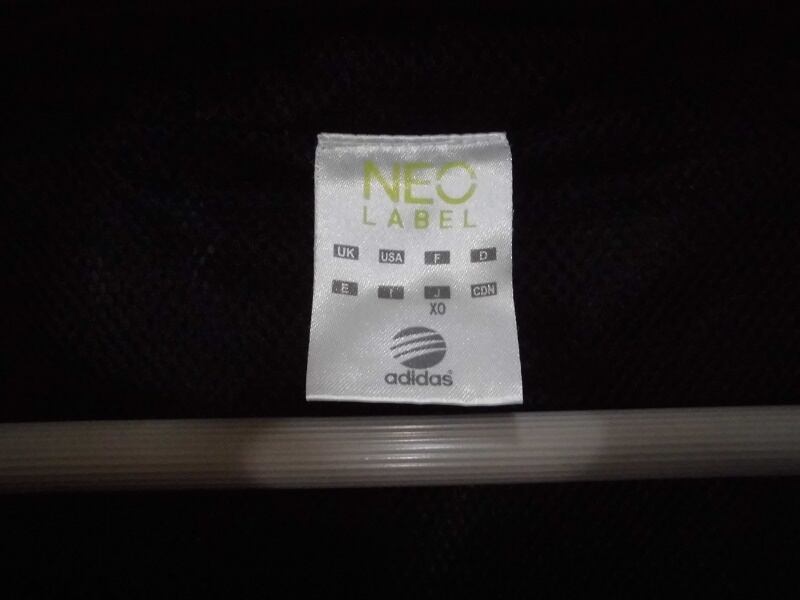 NEO
LABEL
UK USA F D
E I J CDN
XO
adidas